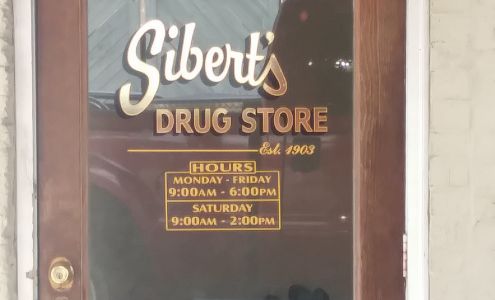 Sibert's
DRUG STORE
Est. 1903
HOURS
MONDAY - FRIDAY
9:00AM - 6:00PM
SATURDAY
9:00AM - 2:00PM